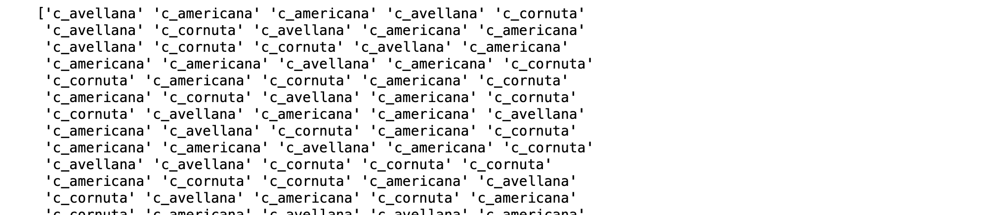 ['c_avellana' 'c_americana' 'c_americana' 'c_avellana' 'c_cornuta'
'c_avellana' 'c_cornuta' 'c_avellana' 'c_americana' 'c_americana'
'c_avellana' 'c_cornuta' 'c_cornuta' 'c_avellana' 'c_americana'
'c_americana' 'c_americana' 'c_avellana' 'c_americana' 'c_cornuta'
'c_cornuta' 'c_americana' 'c_cornuta' 'c_americana' 'c_cornuta'
'c_americana' 'c_cornuta' 'c_avellana' 'c_americana' 'c_cornuta'
'c_cornuta' 'c_avellana' 'c_americana' 'c_americana' 'c_avellana'
'c_americana' 'c_avellana' 'c_cornuta' 'c_americana' 'c_cornuta'
'c_americana' 'c_americana' 'c_avellana' 'c_americana' 'c_cornuta'
'c_avellana' 'c_avellana' 'c_cornuta' 'c_cornuta' 'c_cornuta'
'c_americana' 'c_cornuta' 'c_cornuta' 'c_americana' 'c_avellana'
'c_cornuta' 'c_avellana' 'c_americana' 'c_cornuta' 'c_americana'
'c_cornuta' 'c_americana' 'c_avellana' 'c_avellana' 'c_americana'